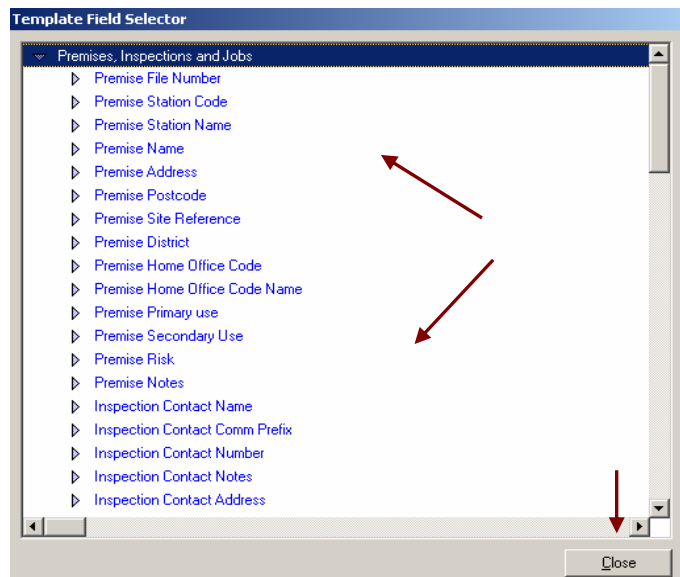 Template Field Selector
Premises, Inspections and Jobs
Premise File Number
Premise Station Code
Premise Station Name
Premise Name
Premise Address
Premise Postcode
Premise Site Reference
Premise District
Premise Home Office Code
Premise Home Office Code Name
Premise Primary use
Premise Secondary Use
Premise Risk
Premise Notes
Inspection Contact Name
Inspection Contact Comm Prefix
Inspection Contact Number
Inspection Contact Notes
Inspection Contact Address
Close